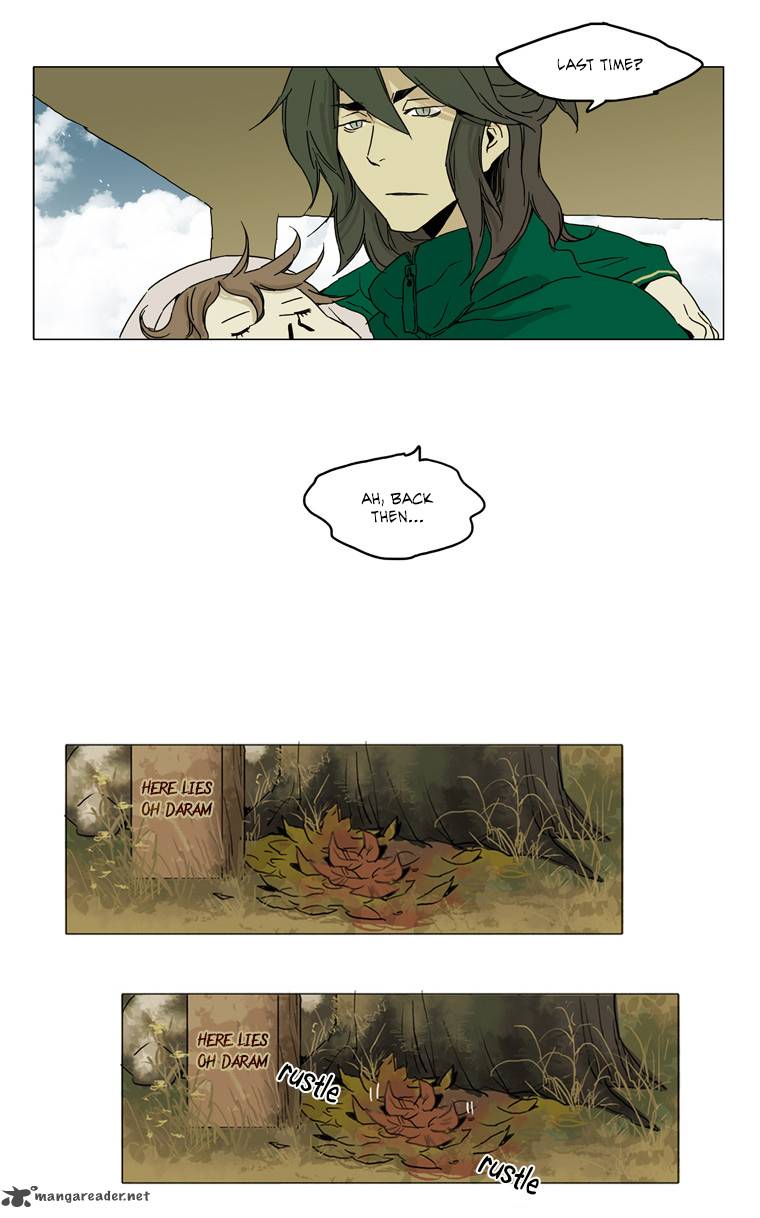 LAST TIME?
AH, BACK
THEN...
HERE LIES
OH DARAM
HERE LIES
OH DARAM
rustle
rustle
mangareader.net